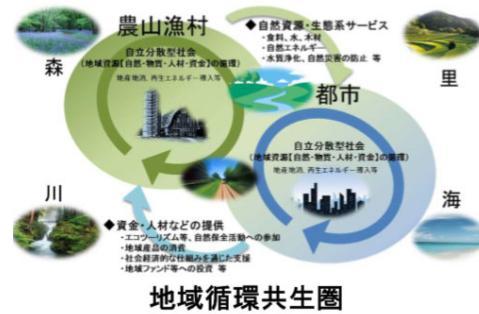 農山漁村
◆自然資源・生態系サービス
・食料、水、木材
・自然エネルギー
・水質浄化、自然災害の防止 等
森
里
自立分散型社会
(地域資源【自然・物質・人材・資金】の循環)
地産地消、再生エネルギー導入等
都市
自立分散型社会
(地域資源【自然・物質・人材・資金】の循環)
地産地消、再生エネルギー導入等
川
海
◆資金・人材などの提供
・エコツーリズム等、自然保全活動への参加
・地域産品の消費
・社会経済的な仕組みを通じた支援
・地域ファンド等への投資 等
地域循環共生圏